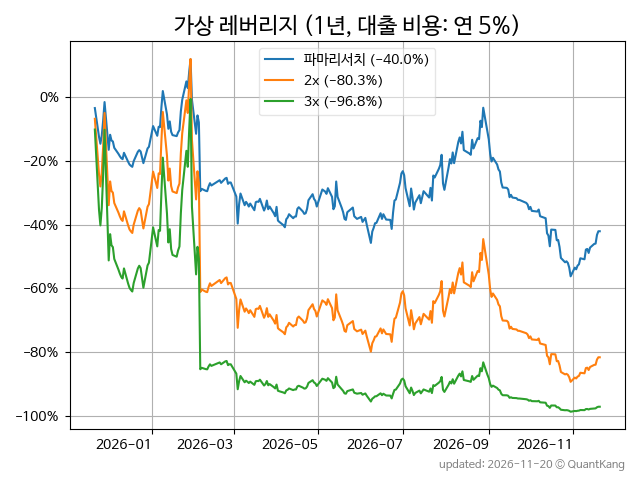 가상 레버리지 (1년, 대출 비용: 연 5%)
파마리서치 (-40.0%)
2x (-80.3%)
3x (-96.8%)
0%
−20%
−40%
−60%
−80%
−100%
2026-01 2026-03 2026-05 2026-07 2026-09 2026-11
updated: 2026-11-20 © QuantKang